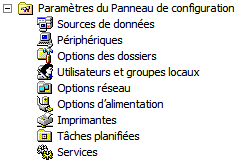 Paramètres du Panneau de configuration
Sources de données
Périphériques
Options des dossiers
Utilisateurs et groupes locaux
Options réseau
Options d'alimentation
Imprimantes
Tâches planifiées
Services